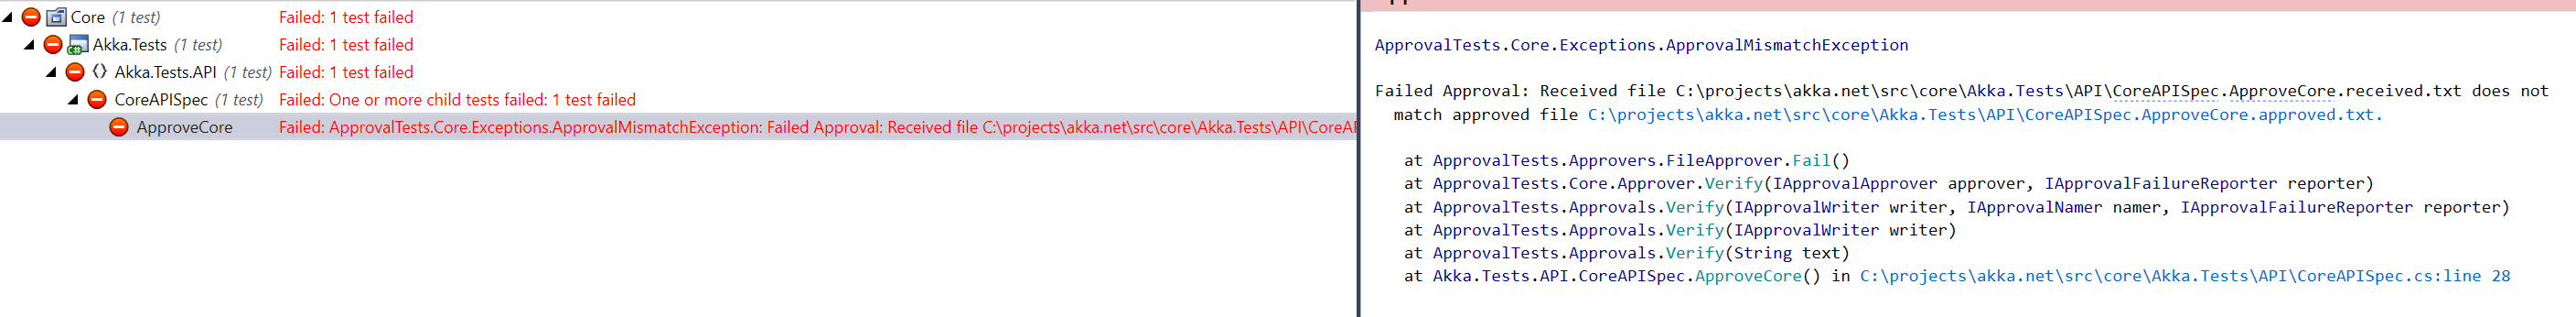 Core (1 test) Failed: 1 test failed
Akka.Tests (1 test) Failed: 1 test failed
Akka.Tests.API (1 test) Failed: 1 test failed
CoreAPISpec (1 test) Failed: One or more child tests failed: 1 test failed
ApproveCore Failed: ApprovalTests.Core.Exceptions.ApprovalMismatchException: Failed Approval: Received file C:\projects\akka.net\src\core\Akka.Tests\API\CoreAP
ApprovalTests.Core.Exceptions.ApprovalMismatchException
Failed Approval: Received file C:\projects\akka.net\src\core\Akka.Tests\API\CoreAPISpec.ApproveCore.received.txt does not
match approved file C:\projects\akka.net\src\core\Akka.Tests\API\CoreAPISpec.ApproveCore.approved.txt.
at ApprovalTests.Approvers.FileApprover.Fail()
at ApprovalTests.Core.Approver.Verify(IApprovalApprover approver, IApprovalFailureReporter reporter)
at ApprovalTests.Approvals.Verify(IApprovalWriter writer, IApprovalNamer namer, IApprovalFailureReporter reporter)
at ApprovalTests.Approvals.Verify(IApprovalWriter writer)
at ApprovalTests.Approvals.Verify(String text)
at Akka.Tests.API.CoreAPISpec.ApproveCore() in C:\projects\akka.net\src\core\Akka.Tests\API\CoreAPISpec.cs:line 28